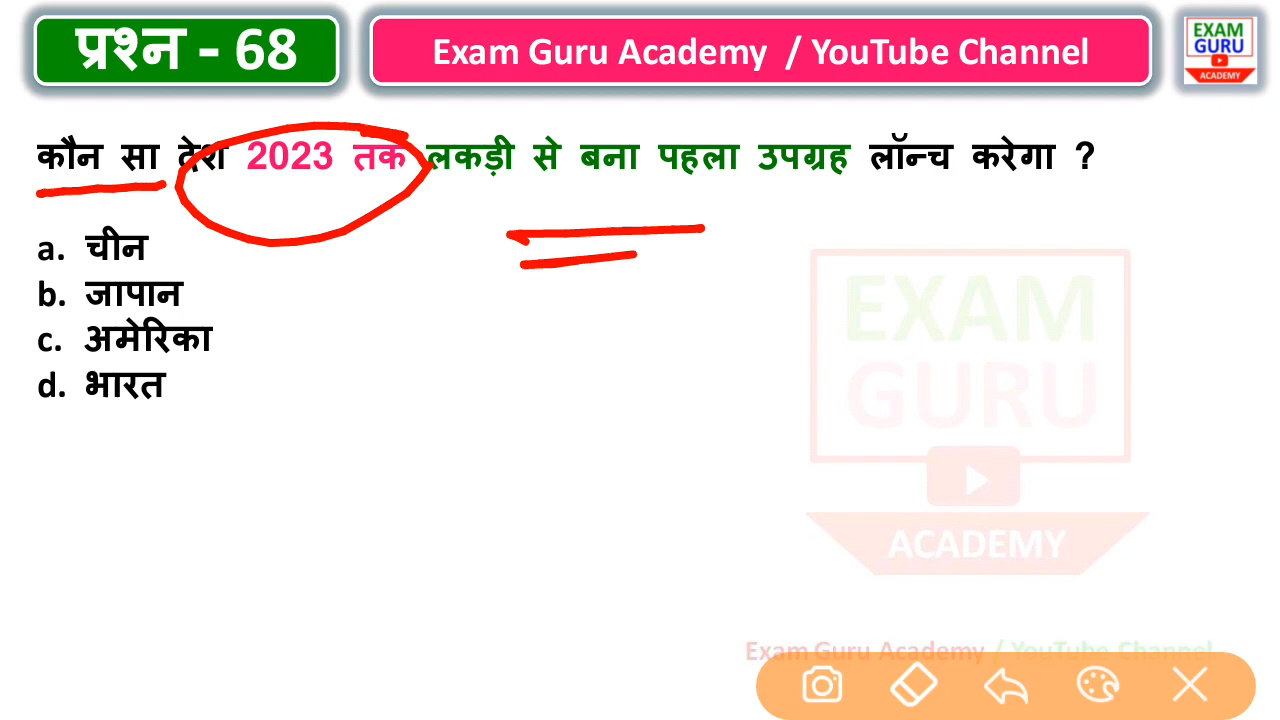 प्रश्न - 68
Exam Guru Academy / YouTube Channel
EXAM
GURU
ACADEMY
कौन सा देश 2023 तक लकड़ी से बना पहला उपग्रह लॉन्च करेगा ?
a. चीन
b. जापान
c. अमेरिका
d. भारत
EXAM
GURU
ACADEMY
Exam Guru Academy / YouTube Channel